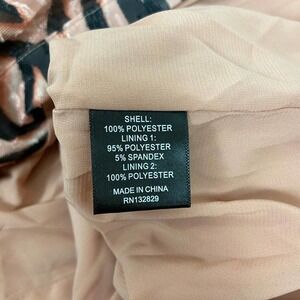 SHELL:
100% POLYESTER
LINING 1:
95% POLYESTER
5% SPANDEX
LINING 2:
100% POLYESTER
MADE IN CHINA
RN132829